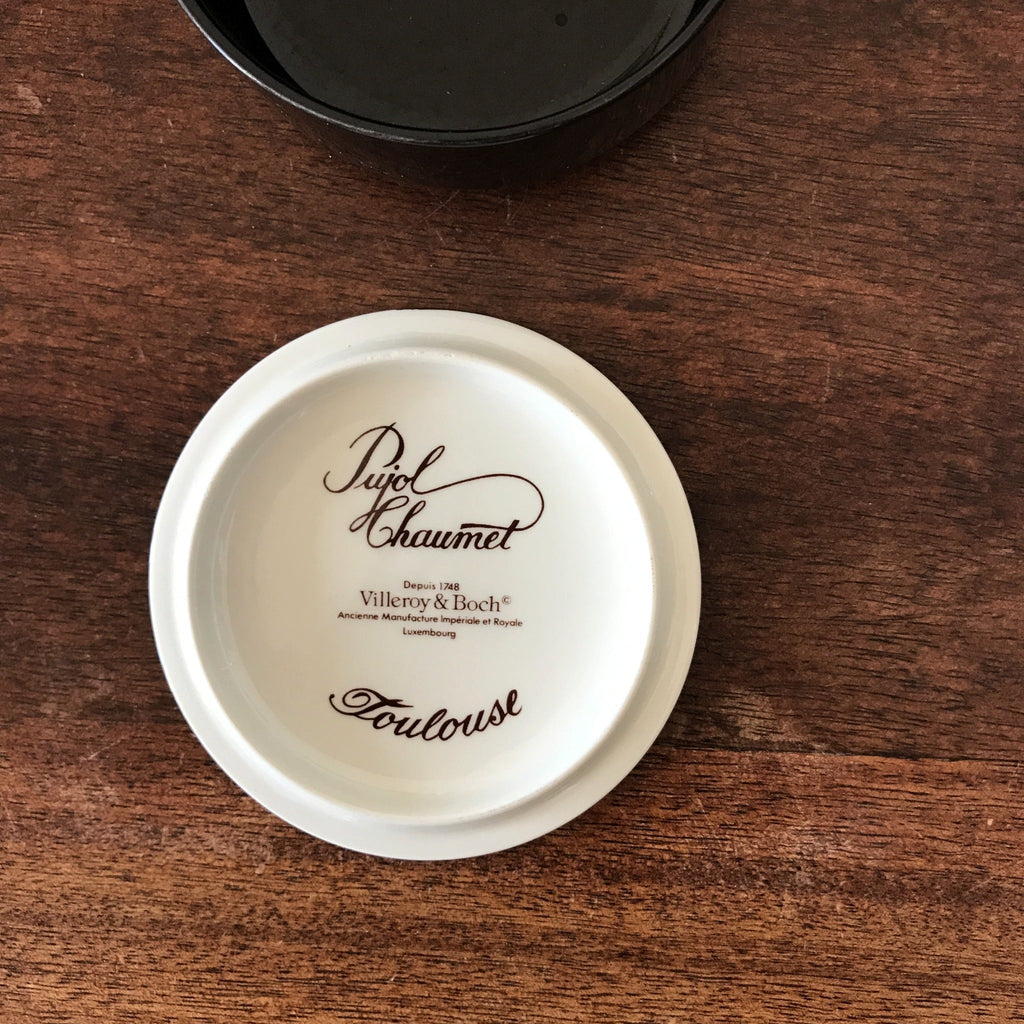 Pujol
Chaumet
Depuis 1748
Villeroy & Boch©
Ancienne Manufacture Impériale et Royale
Luxembourg
Toulouse